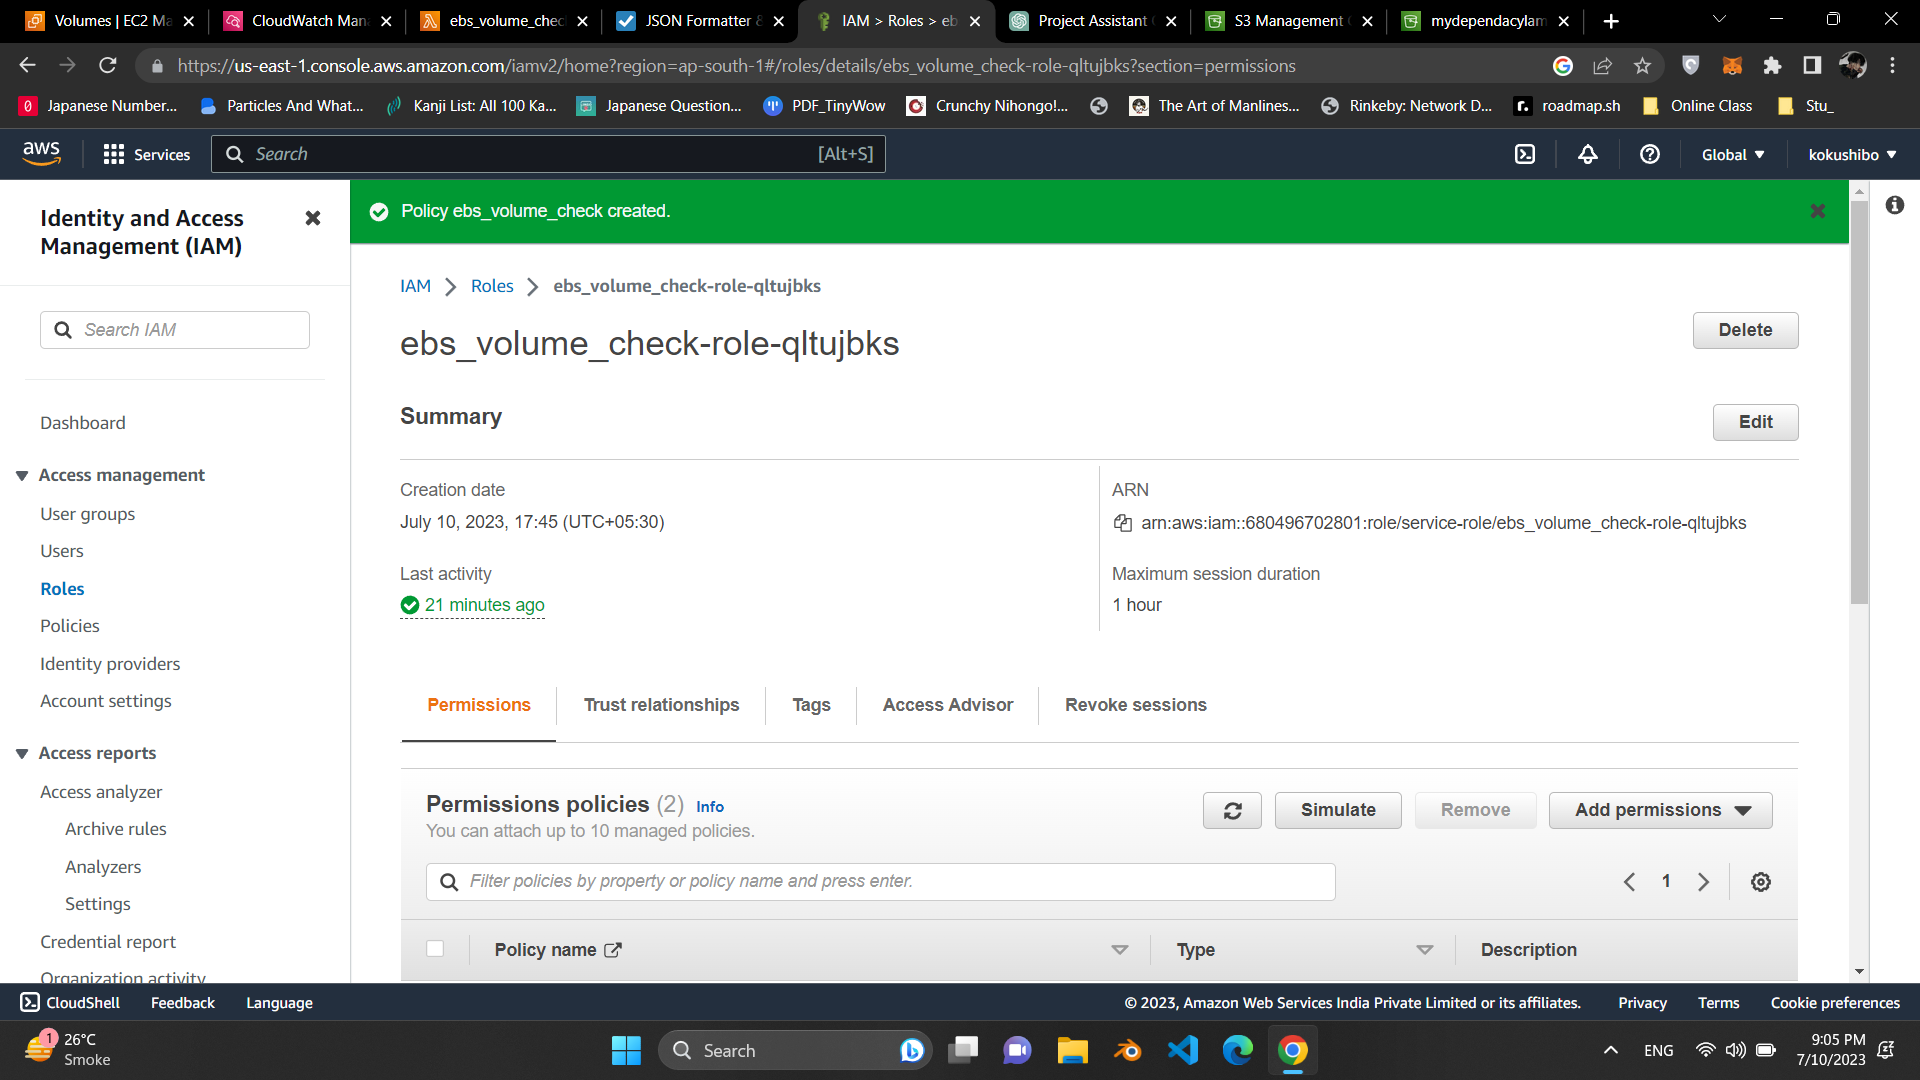 Volumes | EC2 Ma
CloudWatch Man
ebs_volume_chec
JSON Formatter &
IAM > Roles > eb
Project Assistant
S3 Management
mydependacylam
https://us-east-1.console.aws.amazon.com/iamv2/home?region=ap-south-1#/roles/details/ebs_volume_check-role-qltujbks?section=permissions
Japanese Number...
Particles And What...
Kanji List: All 100 Ka...
Japanese Question...
PDF_TinyWow
Crunchy Nihongo!...
The Art of Manlines...
Rinkeby: Network D...
roadmap.sh
Online Class
Stu_
aws
Services
Search
[Alt+S]
Global
kokushibo
Identity and Access
Management (IAM)
Search IAM
Dashboard
Access management
User groups
Users
Roles
Policies
Identity providers
Account settings
Access reports
Access analyzer
Archive rules
Analyzers
Settings
Credential report
Organization activity
Policy ebs_volume_check created.
IAM
Roles
ebs_volume_check-role-qltujbks
ebs_volume_check-role-qltujbks
Delete
Summary
Edit
Creation date
July 10, 2023, 17:45 (UTC+05:30)
ARN
arn:aws:iam::680496702801:role/service-role/ebs_volume_check-role-qltujbks
Last activity
21 minutes ago
Maximum session duration
1 hour
Permissions
Trust relationships
Tags
Access Advisor
Revoke sessions
Permissions policies (2) Info
You can attach up to 10 managed policies.
Simulate
Remove
Add permissions
Filter policies by property or policy name and press enter.
1
Policy name
Type
Description
CloudShell
Feedback
Language
© 2023, Amazon Web Services India Private Limited or its affiliates.
Privacy
Terms
Cookie preferences
1
26°C
Smoke
Search
ENG
9:05 PM
7/10/2023